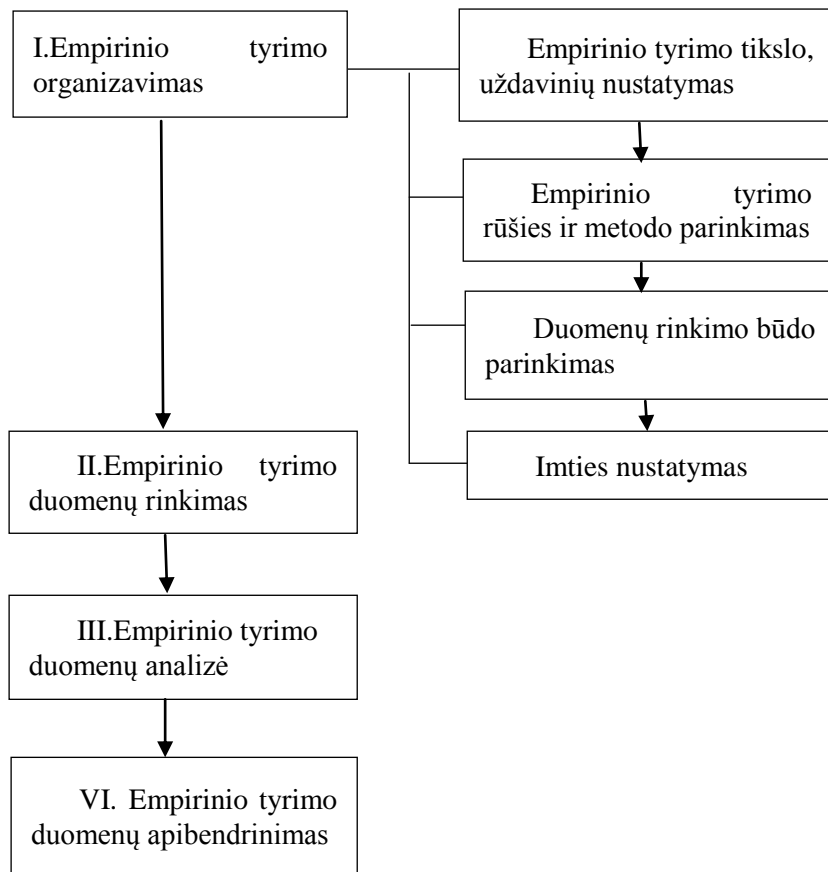 I.Empirinio tyrimo
organizavimas
Empirinio tyrimo tikslo,
uždavinių nustatymas
Empirinio tyrimo
rūšies ir metodo parinkimas
Duomenų rinkimo būdo
parinkimas
Imties nustatymas
II.Empirinio tyrimo
duomenų rinkimas
III.Empirinio tyrimo
duomenų analizė
VI. Empirinio tyrimo
duomenų apibendrinimas